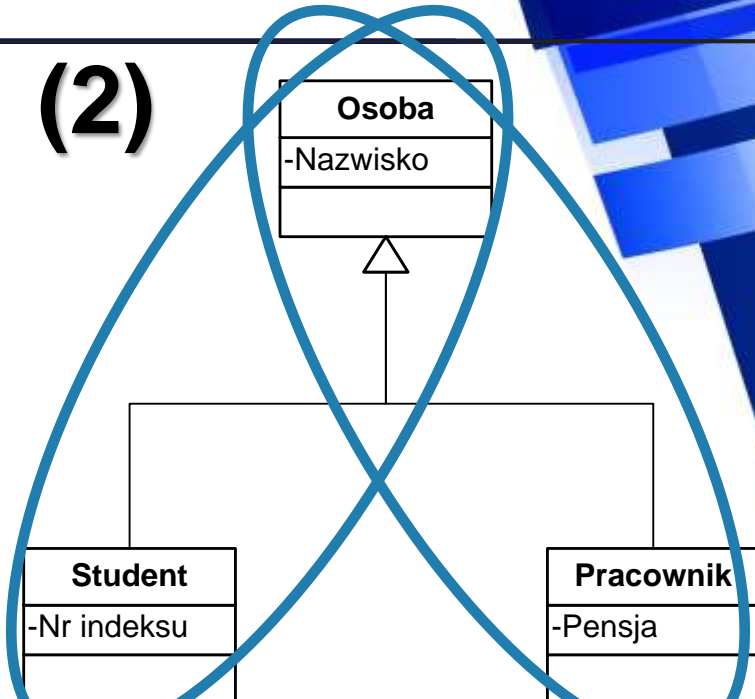 (2)
Osoba
-Nazwisko
Student
-Nr indeksu
Pracownik
-Pensja